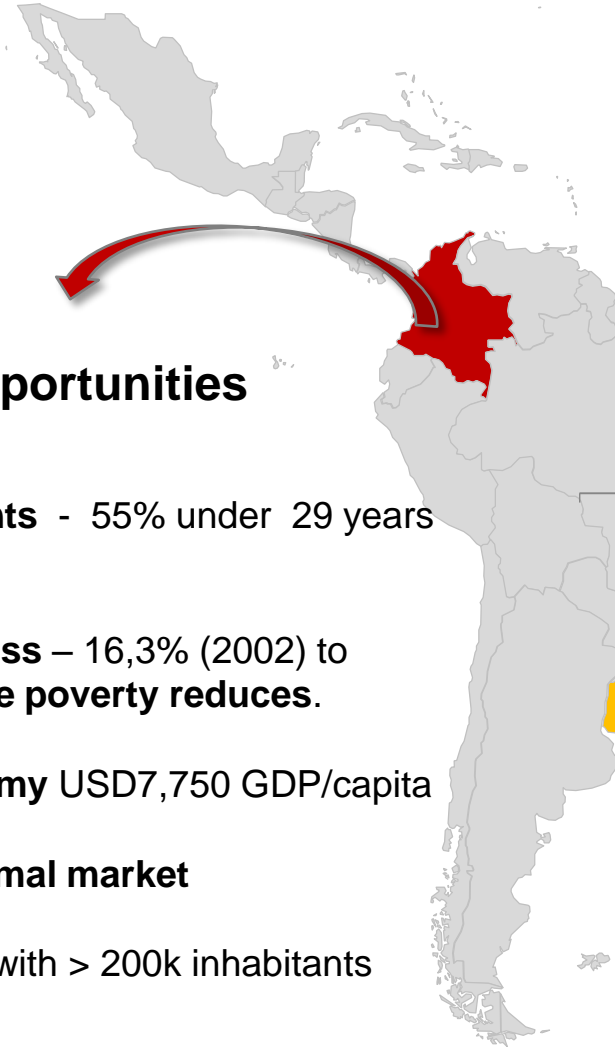 portunities
nts - 55% under 29 years
ss – 16,3% (2002) to
e poverty reduces.
my USD7,750 GDP/capita
mal market
with > 200k inhabitants